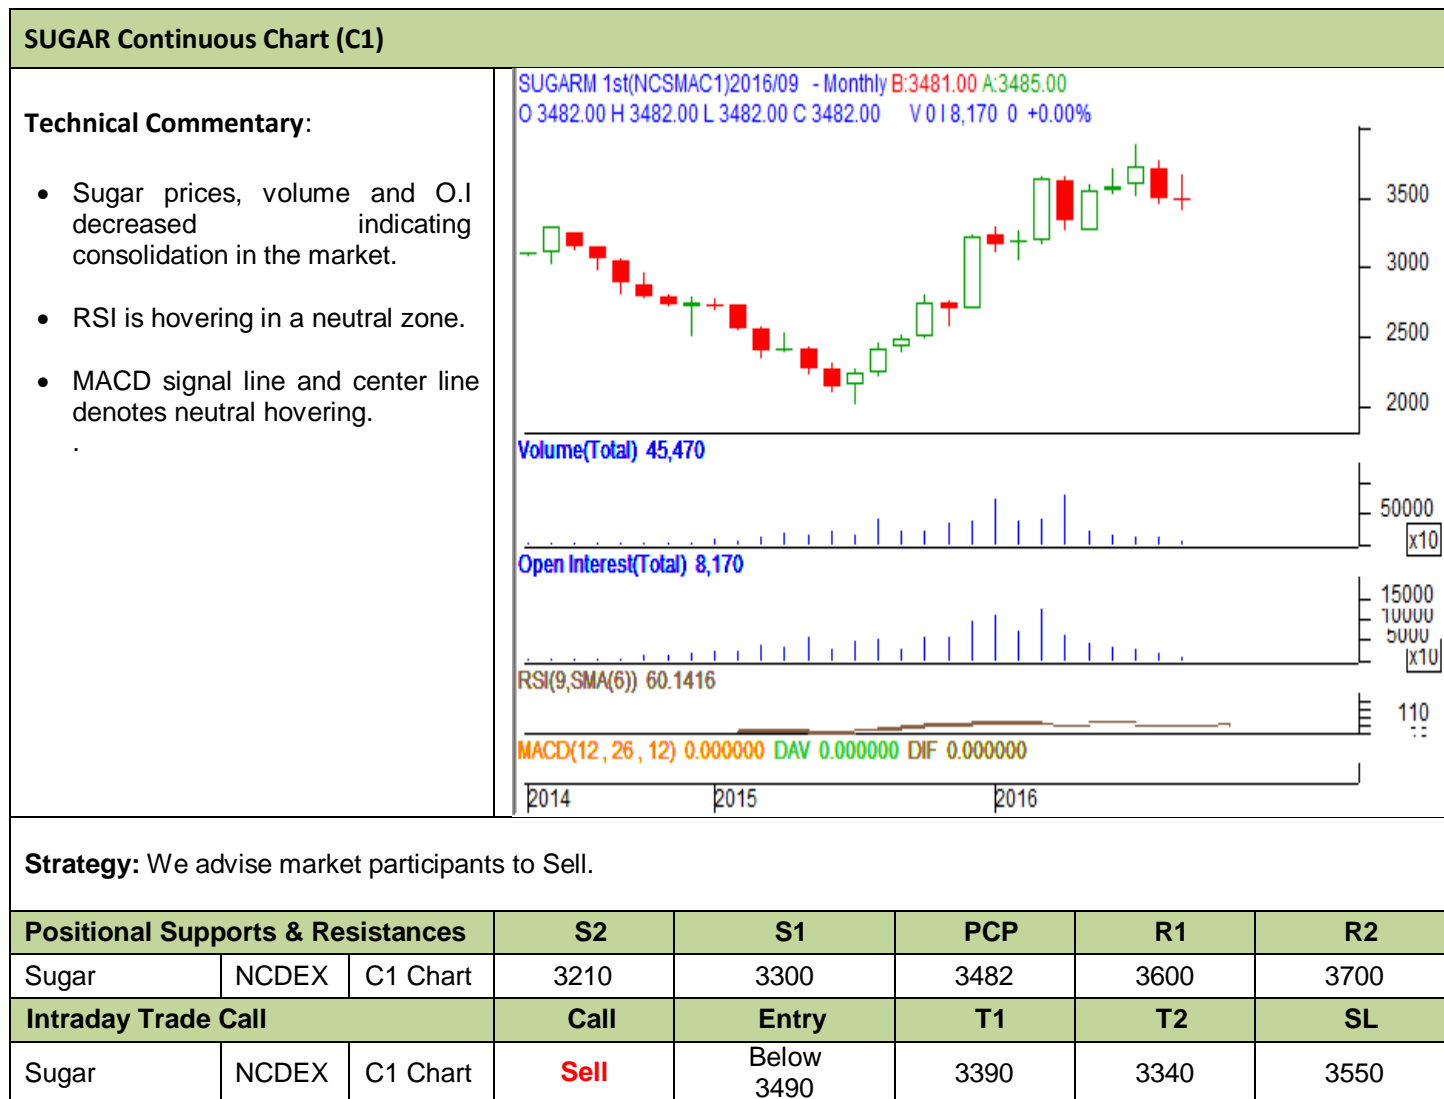 SUGAR Continuous Chart (C1)
Technical Commentary:
• Sugar prices, volume and O.I
decreased indicating
consolidation in the market.
• RSI is hovering in a neutral zone.
• MACD signal line and center line
denotes neutral hovering.
.
SUGARM 1st(NCSMAC1)2016/09 - Monthly B:3481.00 A:3485.00
O 3482.00 H 3482.00 L 3482.00 C 3482.00 V 0 I 8,170 0 +0.00%
3500
3000
2500
2000
Volume(Total) 45,470
50000
x10
Open Interest(Total) 8,170
15000
10000
5000
x10
RSI(9,SMA(6)) 60.1416
110
MACD(12 , 26 , 12) 0.000000 DAV 0.000000 DIF 0.000000
2014 2015 2016
Strategy: We advise market participants to Sell.
Positional Supports & Resistances S2 S1 PCP R1 R2
Sugar NCDEX C1 Chart 3210 3300 3482 3600 3700
Intraday Trade Call Call Entry T1 T2 SL
Sugar NCDEX C1 Chart Sell Below 3390 3340 3550
3490